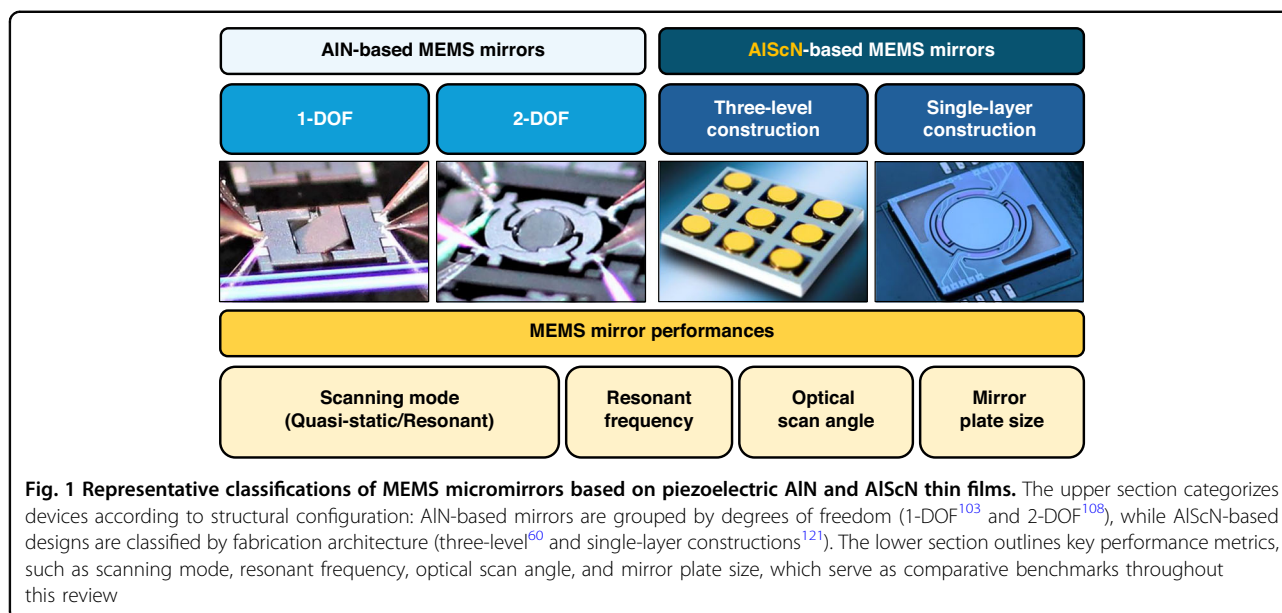 AlN-based MEMS mirrors
AlScN-based MEMS mirrors
1-DOF
2-DOF
Three-level
construction
Single-layer
construction
MEMS mirror performances
Scanning mode
(Quasi-static/Resonant)
Resonant
frequency
Optical
scan angle
Mirror
plate size
Fig. 1 Representative classifications of MEMS micromirrors based on piezoelectric AlN and AlScN thin films. The upper section categorizes
devices according to structural configuration: AlN-based mirrors are grouped by degrees of freedom (1-DOF103 and 2-DOF108), while AlScN-based
designs are classified by fabrication architecture (three-level60 and single-layer constructions121). The lower section outlines key performance metrics,
such as scanning mode, resonant frequency, optical scan angle, and mirror plate size, which serve as comparative benchmarks throughout
this review